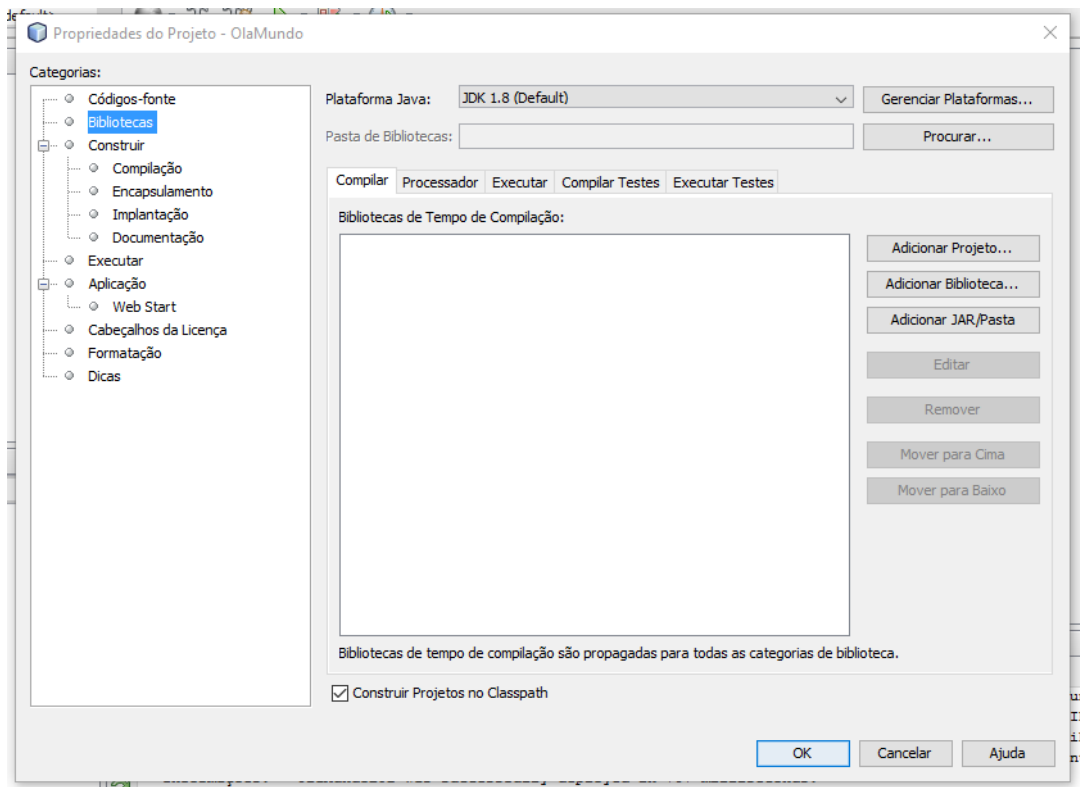 Propriedades do Projeto - OlaMundo
Categorias:
Códigos-fonte
Bibliotecas
Construir
Compilação
Encapsulamento
Implantação
Documentação
Executar
Aplicação
Web Start
Cabeçalhos da Licença
Formatação
Dicas
Plataforma Java: JDK 1.8 (Default) Gerenciar Plataformas...
Pasta de Bibliotecas: Procurar...
Compilar Processador Executar Compilar Testes Executar Testes
Bibliotecas de Tempo de Compilação:
Adicionar Projeto...
Adicionar Biblioteca...
Adicionar JAR/Pasta
Editar
Remover
Mover para Cima
Mover para Baixo
Bibliotecas de tempo de compilação são propagadas para todas as categorias de biblioteca.
Construir Projetos no Classpath
OK Cancelar Ajuda